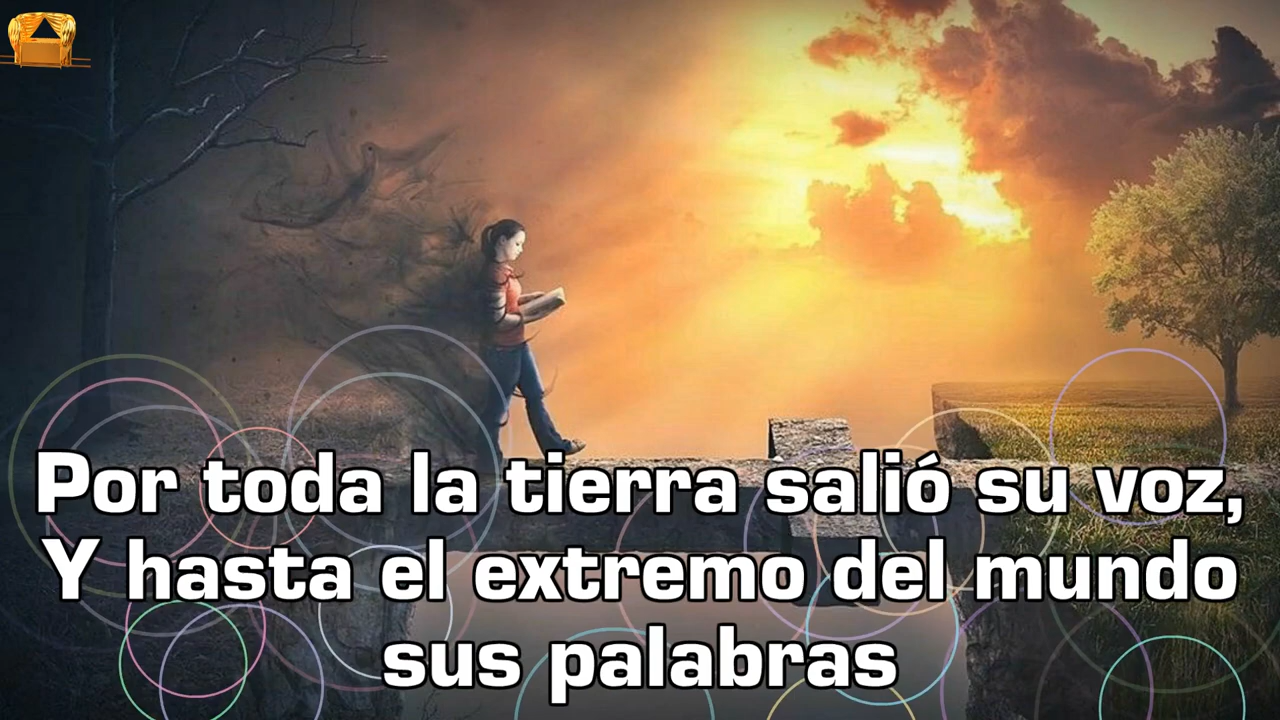 Por toda la tierra salió su voz,
Y hasta el extremo del mundo
sus palabras